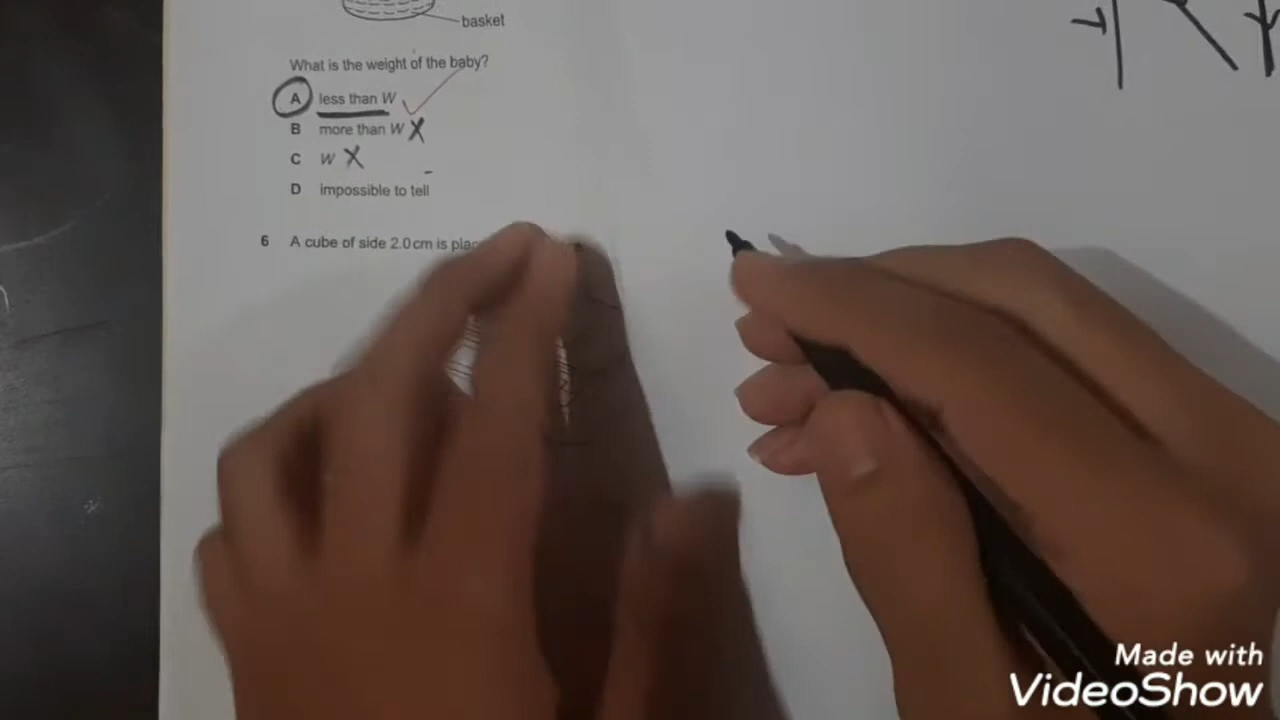 basket
What is the weight of the baby?
A less than W
B more than W X
C W X
D impossible to tell
6 A cube of side 2.0 cm is
Made with
VideoShow